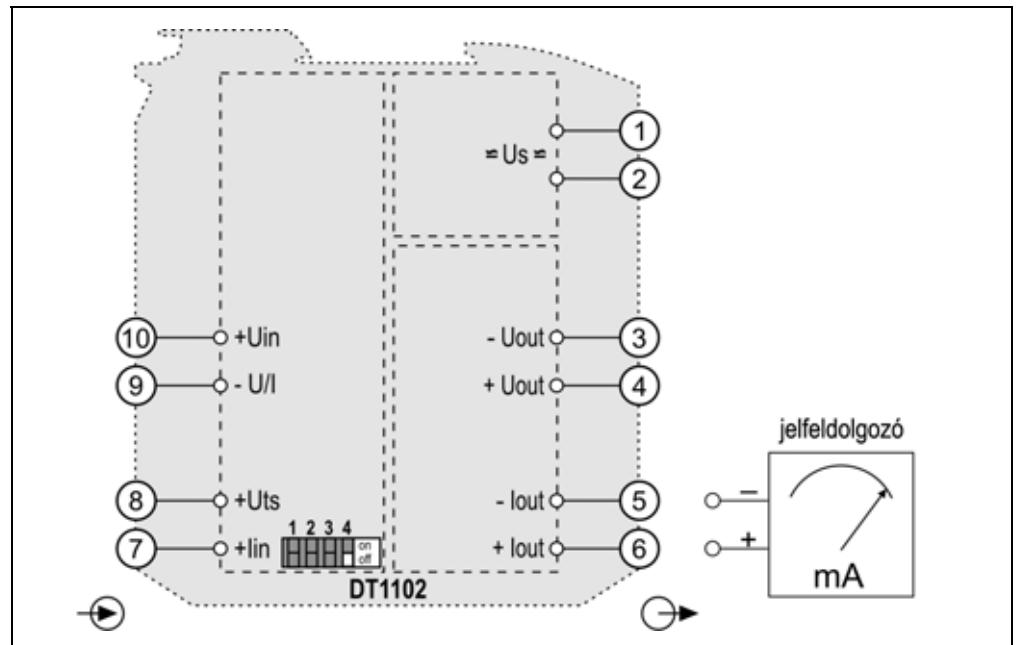 1
≂ Us ≂
2
10 +Uin
- Uout 3
9 - U/I
+ Uout 4
jelfeldolgozó
8 +Uts
- Iout 5
–
1 2 3 4
on
off
7 +Iin
+ Iout 6
+
mA
DT1102